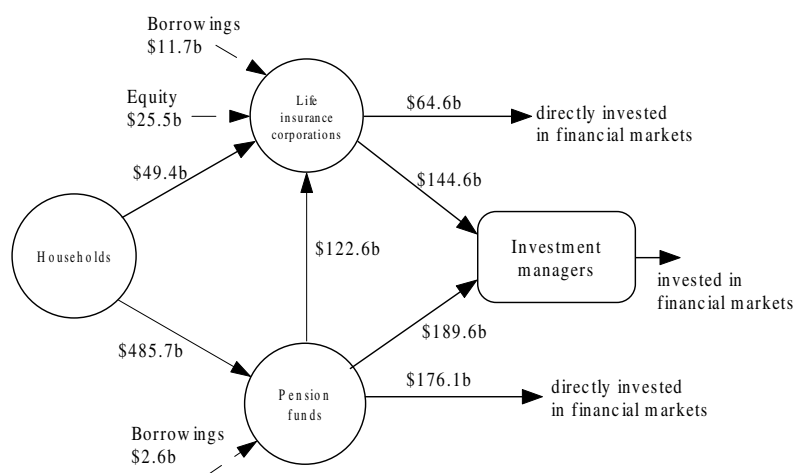 Borrowings
$11.7b
Equity
$25.5b
Life
insurance
corporations
$64.6b
directly invested
in financial markets
$49.4b
$144.6b
Households
$122.6b
Investment
managers
invested in
financial markets
$485.7b
$189.6b
Pension
funds
$176.1b
directly invested
in financial markets
Borrowings
$2.6b